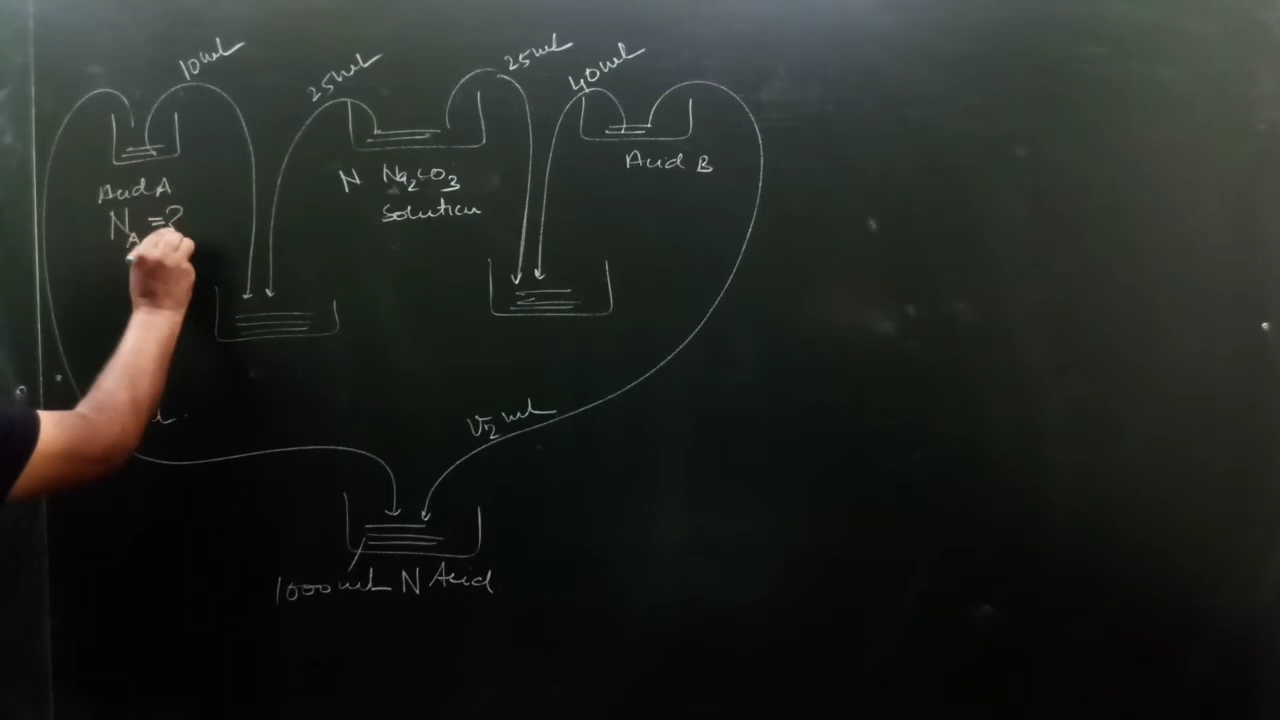 10 ml
25 ml
25 ml
40 ml
Acid A
N_A = ?
N Na2CO3
Solution
Acid B
V2 ml
1000 ml N Acid